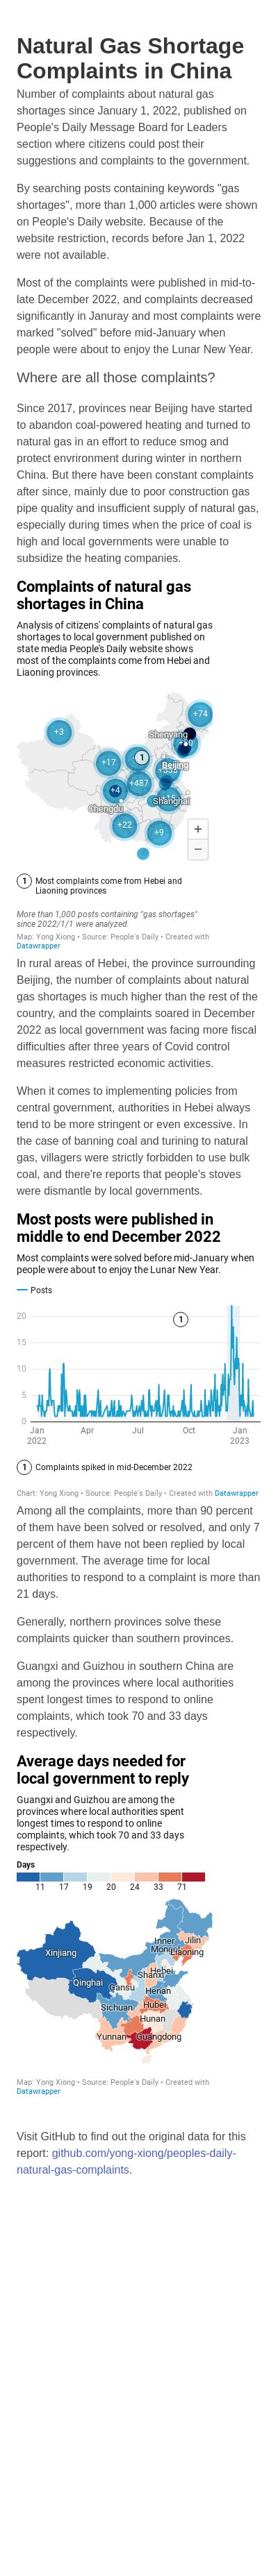 Natural Gas Shortage
Complaints in China
Number of complaints about natural gas
shortages since January 1, 2022, published on
People's Daily Message Board for Leaders
section where citizens could post their
suggestions and complaints to the government.
By searching posts containing keywords "gas
shortages", more than 1,000 articles were shown
on People's Daily website. Because of the
website restriction, records before Jan 1, 2022
were not available.
Most of the complaints were published in mid-to-
late December 2022, and complaints decreased
significantly in Januray and most complaints were
marked "solved" before mid-January when
people were about to enjoy the Lunar New Year.
Where are all those complaints?
Since 2017, provinces near Beijing have started
to abandon coal-powered heating and turned to
natural gas in an effort to reduce smog and
protect envrironment during winter in northern
China. But there have been constant complaints
after since, mainly due to poor construction gas
pipe quality and insufficient supply of natural gas,
especially during times when the price of coal is
high and local governments were unable to
subsidize the heating companies.
Complaints of natural gas
shortages in China
Analysis of citizens' complaints of natural gas
shortages to local government published on
state media People's Daily website shows
most of the complaints come from Hebei and
Liaoning provinces.
+74
+3
Shenyang
1
+17
Beijing
+487
+4
Shanghai
Chengdu
+22
+9
+
−
1 Most complaints come from Hebei and
Liaoning provinces
More than 1,000 posts containing "gas shortages"
since 2022/1/1 were analyzed.
Map: Yong Xiong • Source: People's Daily • Created with
Datawrapper
In rural areas of Hebei, the province surrounding
Beijing, the number of complaints about natural
gas shortages is much higher than the rest of the
country, and the complaints soared in December
2022 as local government was facing more fiscal
difficulties after three years of Covid control
measures restricted economic activities.
When it comes to implementing policies from
central government, authorities in Hebei always
tend to be more stringent or even excessive. In
the case of banning coal and turining to natural
gas, villagers were strictly forbidden to use bulk
coal, and there're reports that people's stoves
were dismantle by local governments.
Most posts were published in
middle to end December 2022
Most complaints were solved before mid-January when
people were about to enjoy the Lunar New Year.
Posts
1
20
15
10
5
0
Jan Apr Jul Oct Jan
2022 2023
1 Complaints spiked in mid-December 2022
Chart: Yong Xiong • Source: People's Daily • Created with Datawrapper
Among all the complaints, more than 90 percent
of them have been solved or resolved, and only 7
percent of them have not been replied by local
government. The average time for local
authorities to respond to a complaint is more than
21 days.
Generally, northern provinces solve these
complaints quicker than southern provinces.
Guangxi and Guizhou in southern China are
among the provinces where local authorities
spent longest times to respond to online
complaints, which took 70 and 33 days
respectively.
Average days needed for
local government to reply
Guangxi and Guizhou are among the
provinces where local authorities spent
longest times to respond to online
complaints, which took 70 and 33 days
respectively.
Days
11 17 19 20 24 33 71
Inner
Mongol
Jilin
Liaoning
Xinjiang
Hebei
Shanxi
Qinghai
Gansu
Henan
Sichuan
Hubei
Hunan
Yunnan
Guangdong
Map: Yong Xiong • Source: People's Daily • Created with
Datawrapper
Visit GitHub to find out the original data for this
report: github.com/yong-xiong/peoples-daily-
natural-gas-complaints.